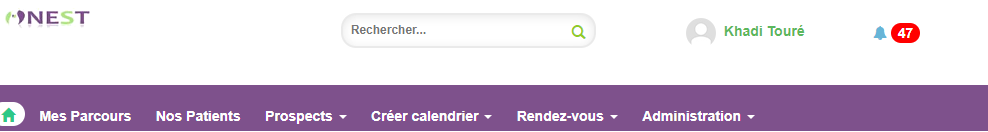 NEST
Rechercher...
Khadi Touré
47
Mes Parcours Nos Patients Prospects Créer calendrier Rendez-vous Administration